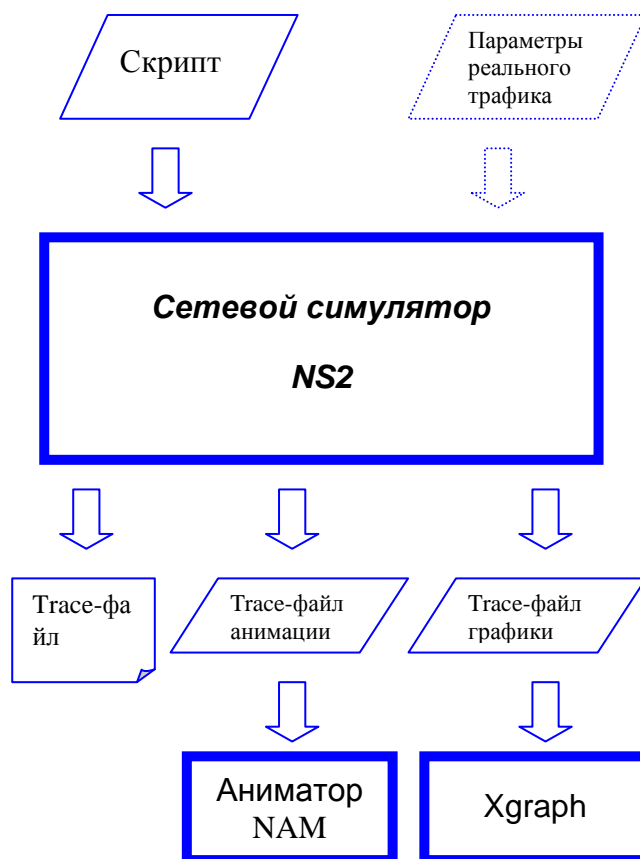 Скрипт
Параметры
реального
трафика
Сетевой симулятор
NS2
Trace-фа
йл
Trace-файл
анимации
Trace-файл
графики
Аниматор
NAM
Xgraph